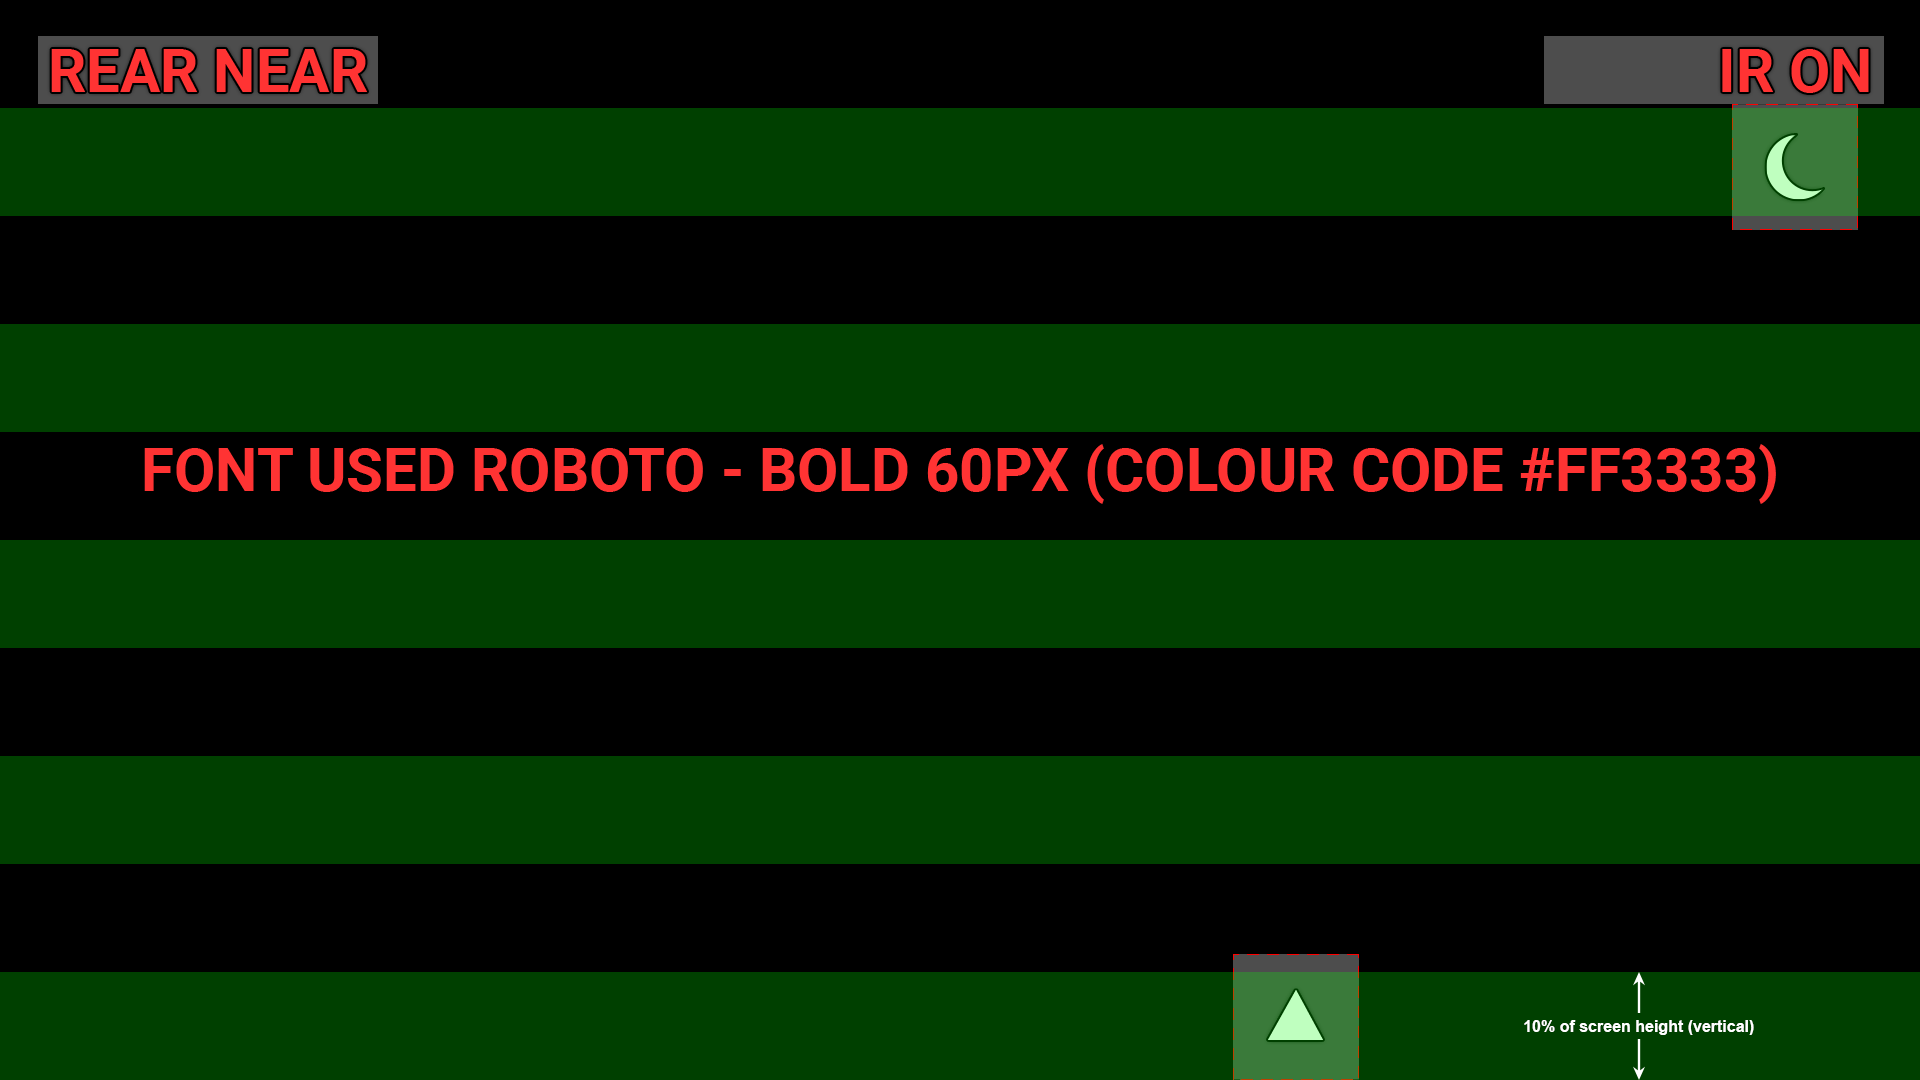 REAR NEAR
IR ON
FONT USED ROBOTO - BOLD 60PX (COLOUR CODE #FF3333)
10% of screen height (vertical)